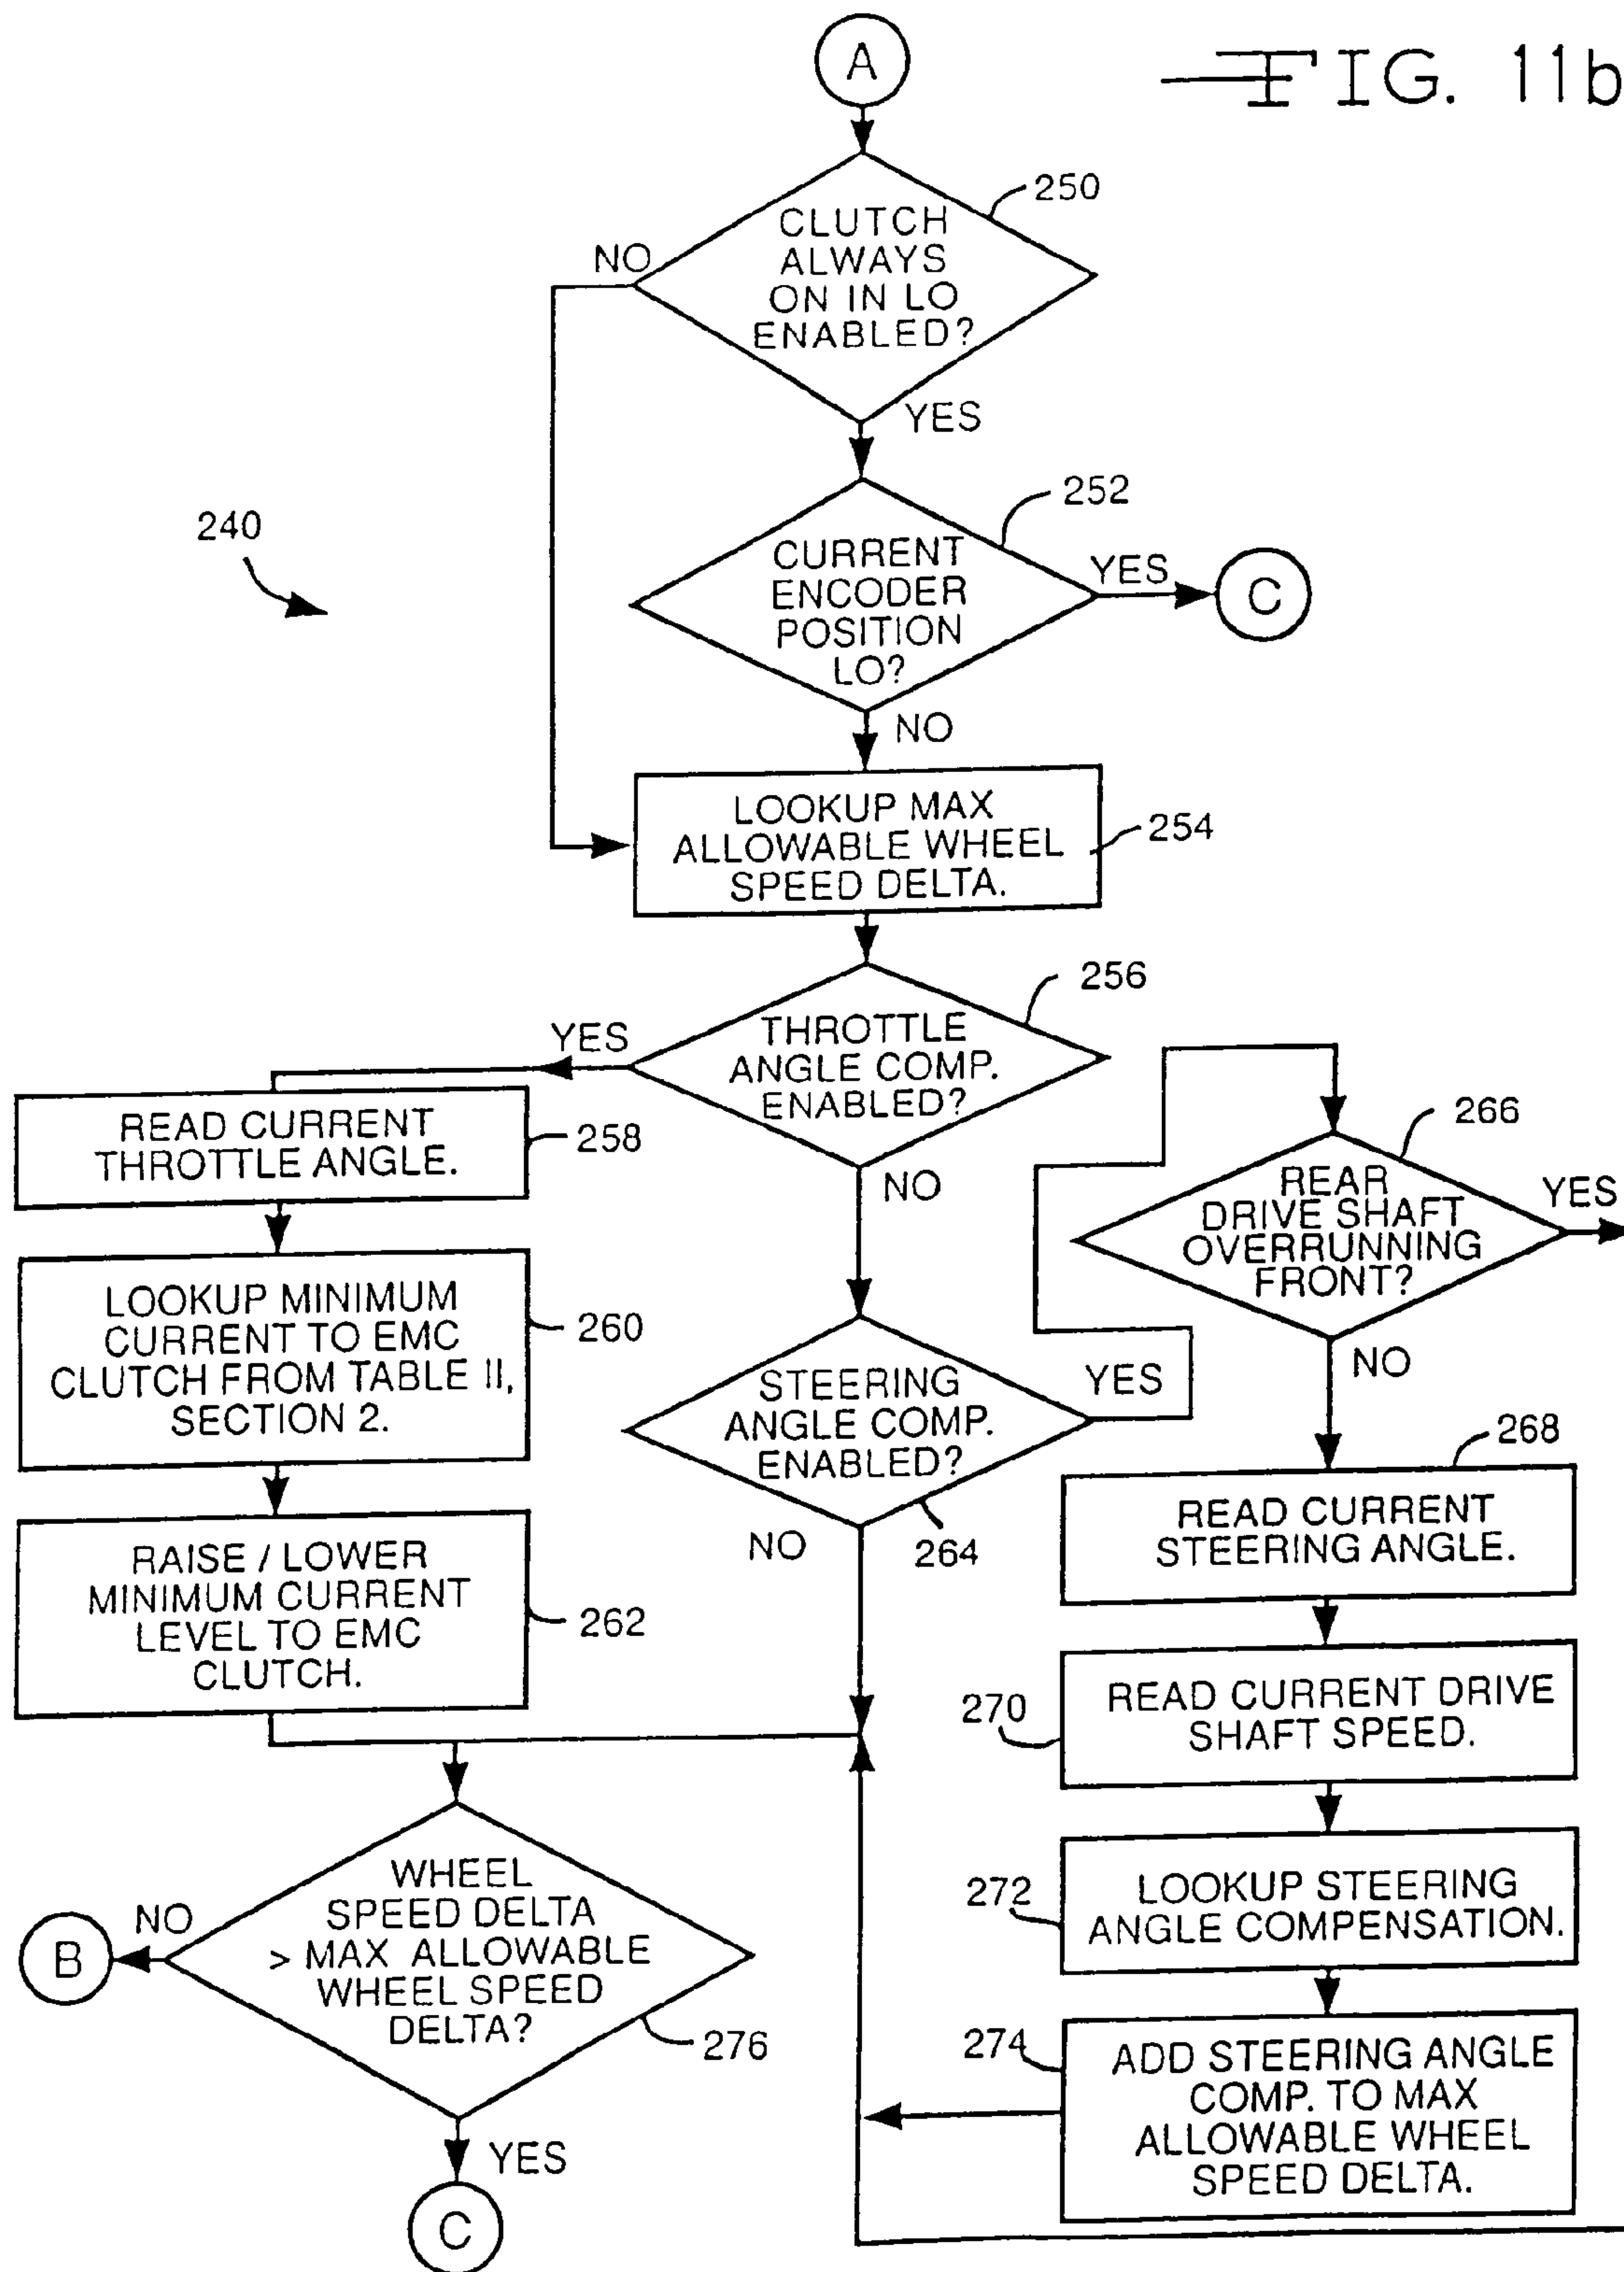 A
FIG. 11b
250
CLUTCH
ALWAYS
ON IN LO
ENABLED?
NO
YES
252
240
CURRENT
ENCODER
POSITION
LO?
YES
C
NO
LOOKUP MAX
ALLOWABLE WHEEL
SPEED DELTA.
254
256
THROTTLE
ANGLE COMP.
ENABLED?
YES
NO
READ CURRENT
THROTTLE ANGLE.
258
LOOKUP MINIMUM
CURRENT TO EMC
CLUTCH FROM TABLE II,
SECTION 2.
260
RAISE / LOWER
MINIMUM CURRENT
LEVEL TO EMC
CLUTCH.
262
STEERING
ANGLE COMP.
ENABLED?
YES
NO
264
266
REAR
DRIVE SHAFT
OVERRUNNING
FRONT?
YES
NO
268
READ CURRENT
STEERING ANGLE.
270
READ CURRENT DRIVE
SHAFT SPEED.
272
LOOKUP STEERING
ANGLE COMPENSATION.
274
ADD STEERING ANGLE
COMP. TO MAX
ALLOWABLE WHEEL
SPEED DELTA.
WHEEL
SPEED DELTA
> MAX ALLOWABLE
WHEEL SPEED
DELTA?
NO
B
276
YES
C